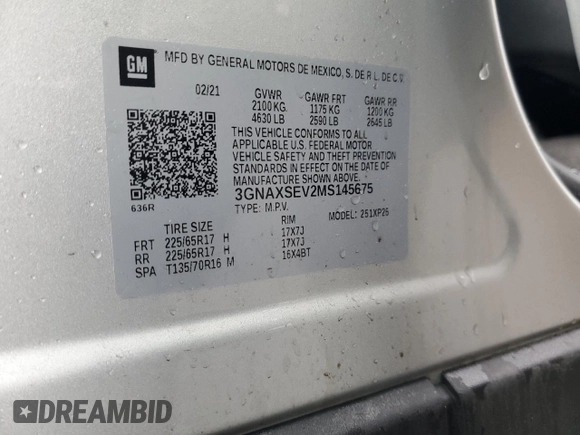 GM
MFD BY GENERAL MOTORS DE MEXICO, S. DE R L. DE C V.
02/21 GVWR GAWR FRT GAWR RR
2100 KG. 1175 KG 1200 KG
4630 LB 2590 LB 2645 LB
THIS VEHICLE CONFORMS TO ALL
APPLICABLE U.S. FEDERAL MOTOR
VEHICLE SAFETY AND THEFT PREVENTION
STANDARDS IN EFFECT ON THE DATE OF
MANUFACTURE SHOWN ABOVE.
3GNAXSEV2MS145675
TYPE: M.P.V. MODEL: 251XP26
636R
TIRE SIZE RIM
FRT 225/65R17 H 17X7J
RR 225/65R17 H 17X7J
SPA T135/70R16 M 16X4BT
DREAMBID